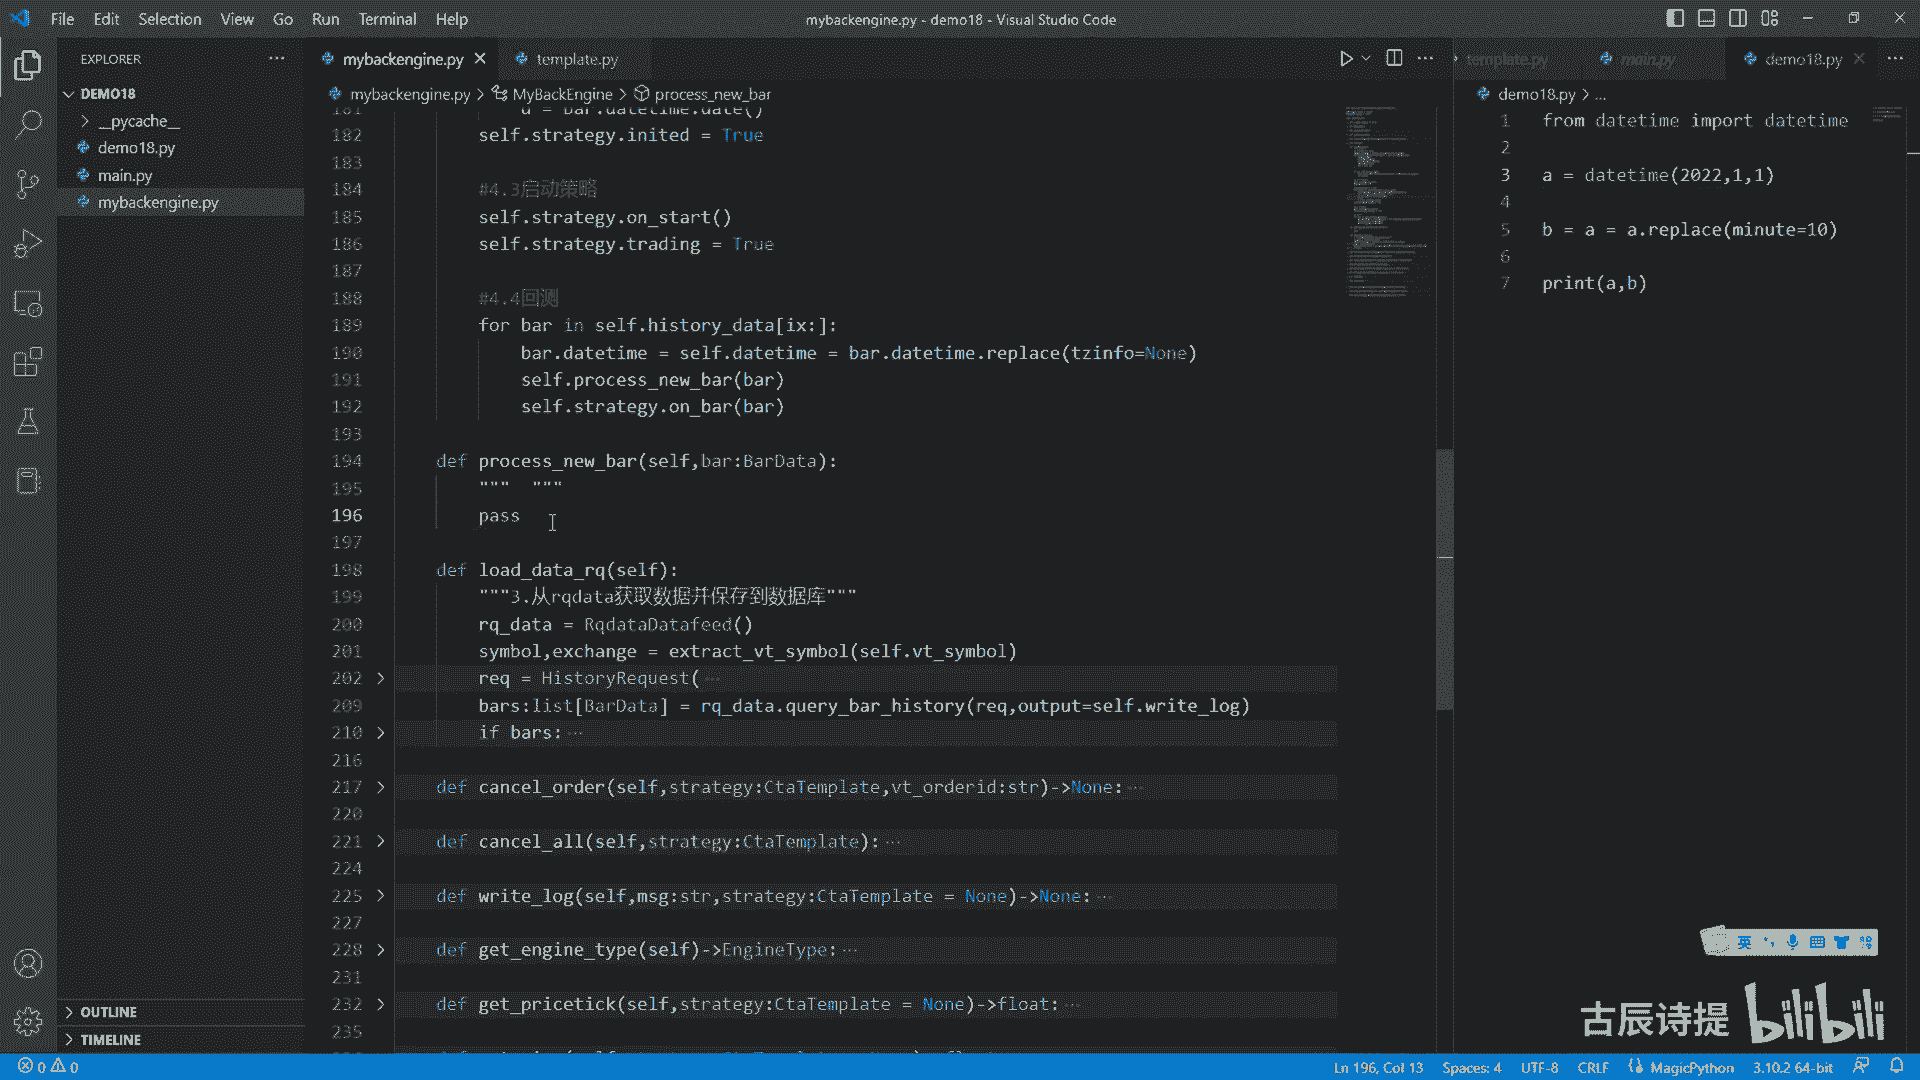 File Edit Selection View Go Run Terminal Help
mybackengine.py - demo18 - Visual Studio Code
EXPLORER
DEMO18
__pycache__
demo18.py
main.py
mybackengine.py
OUTLINE
TIMELINE
mybackengine.py template.py
mybackengine.py > MyBackEngine > process_new_bar
181 d = bar.datetime.date()
182 self.strategy.inited = True
183
184 #4.3启动策略
185 self.strategy.on_start()
186 self.strategy.trading = True
187
188 #4.4回测
189 for bar in self.history_data[ix:]:
190 bar.datetime = self.datetime = bar.datetime.replace(tzinfo=None)
191 self.process_new_bar(bar)
192 self.strategy.on_bar(bar)
193
194 def process_new_bar(self,bar:BarData):
195 """  """
196 pass
197
198 def load_data_rq(self):
199 """3.从rqdata获取数据并保存到数据库"""
200 rq_data = RqdataDatafeed()
201 symbol,exchange = extract_vt_symbol(self.vt_symbol)
202 req = HistoryRequest(…
209 bars:list[BarData] = rq_data.query_bar_history(req,output=self.write_log)
210 if bars:…
216
217 def cancel_order(self,strategy:CtaTemplate,vt_orderid:str)->None:…
220
221 def cancel_all(self,strategy:CtaTemplate):…
224
225 def write_log(self,msg:str,strategy:CtaTemplate = None)->None:…
227
228 def get_engine_type(self)->EngineType:…
231
232 def get_pricetick(self,strategy:CtaTemplate = None)->float:…
235
template.py main.py demo18.py
demo18.py > ...
1 from datetime import datetime
2
3 a = datetime(2022,1,1)
4
5 b = a = a.replace(minute=10)
6
7 print(a,b)
英
古辰诗提 bilibili
0 0
Ln 196, Col 13 Spaces: 4 UTF-8 CRLF MagicPython 3.10.2 64-bit